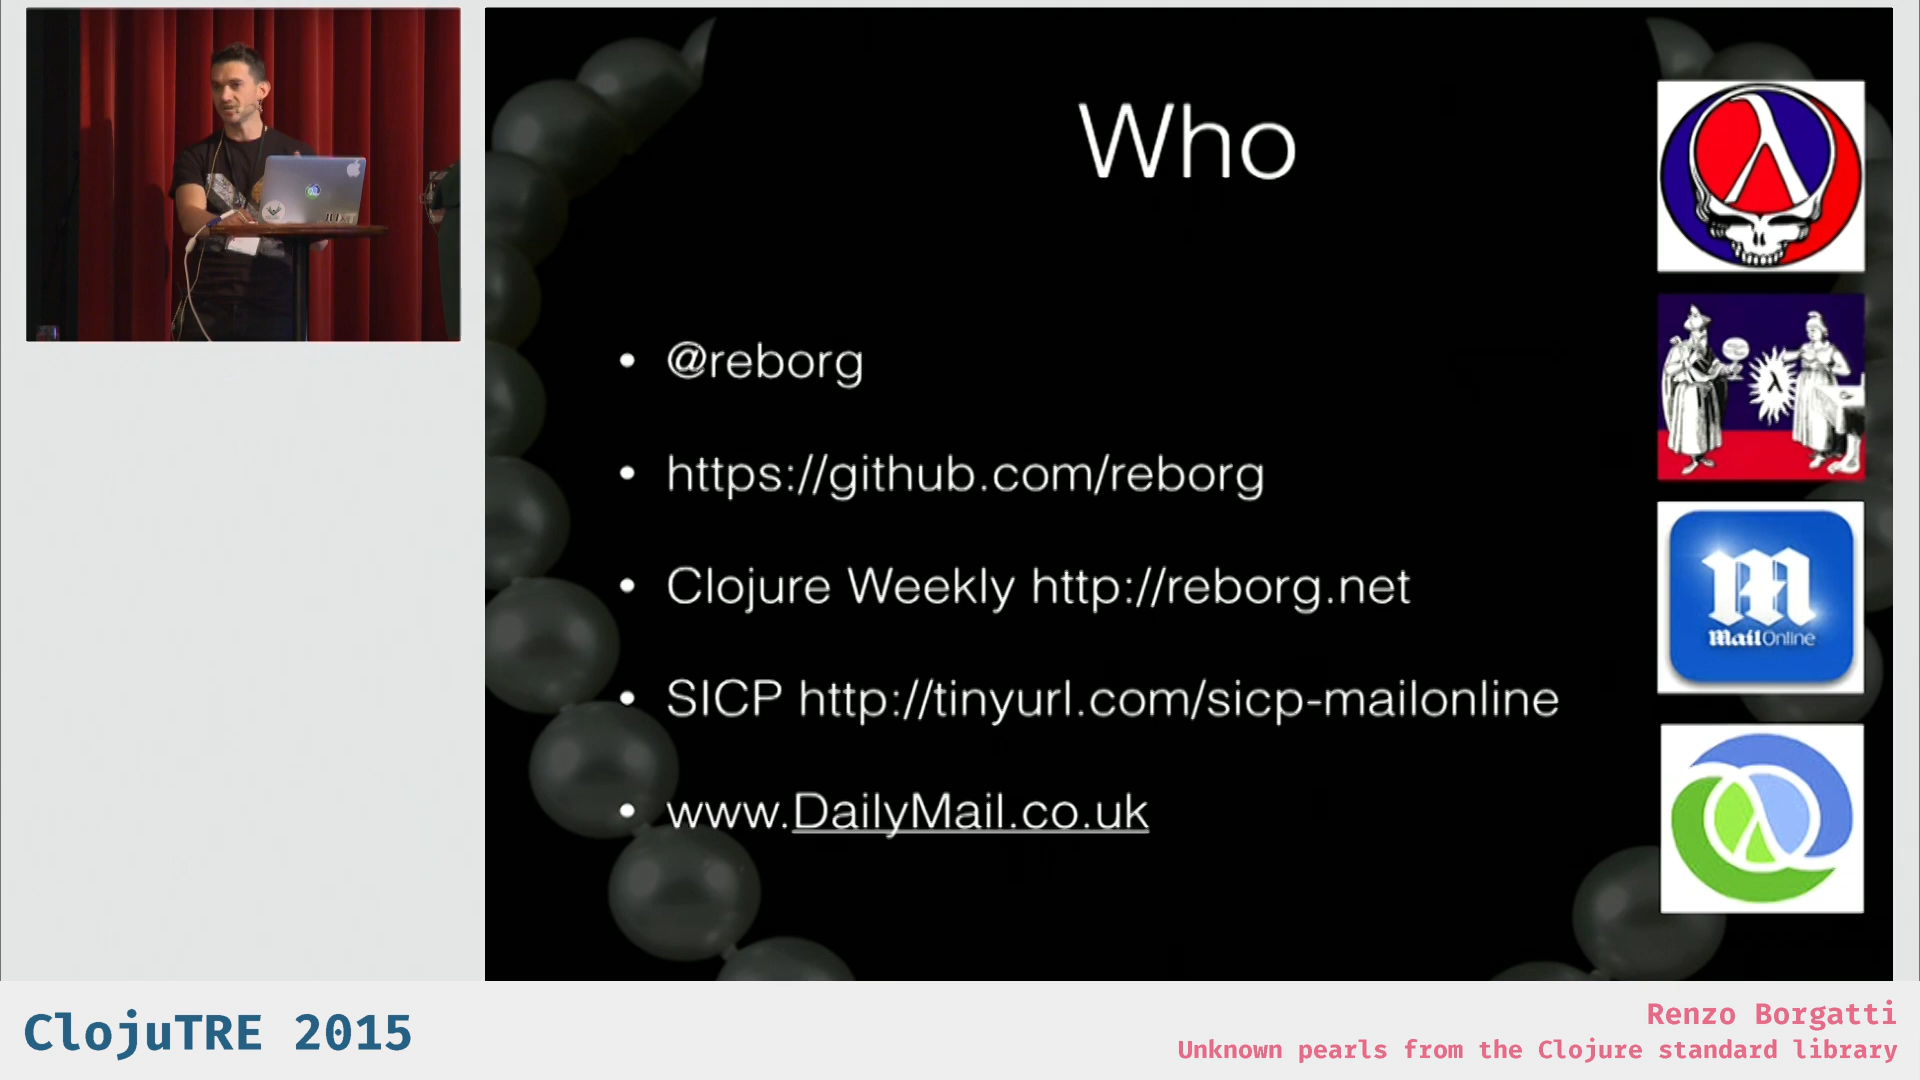 Who
@reborg
https://github.com/reborg
Clojure Weekly http://reborg.net
SICP http://tinyurl.com/sicp-mailonline
www.DailyMail.co.uk
λ
λ
MailOnline
ClojuTRE 2015
Renzo Borgatti
Unknown pearls from the Clojure standard library